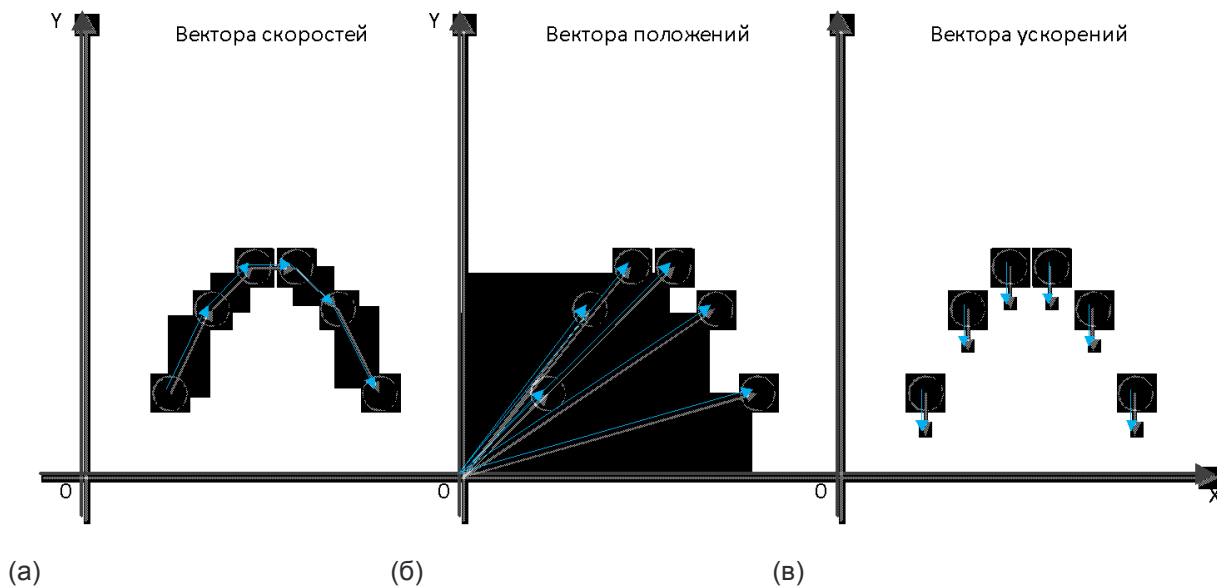 Y Вектора скоростей Y Вектора положений Y Вектора ускорений
0 0 0 X
(а) (б) (в)